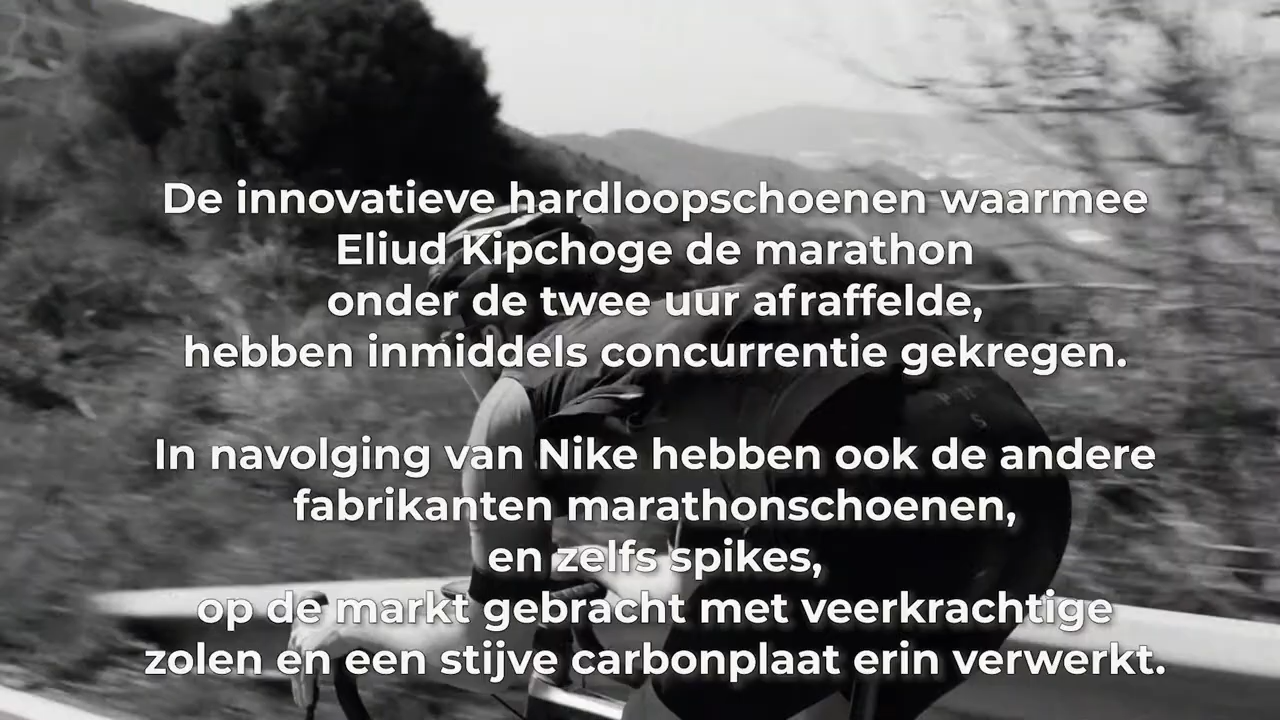 De innovatieve hardloopschoenen waarmee
Eliud Kipchoge de marathon
onder de twee uur afraffelde,
hebben inmiddels concurrentie gekregen.
In navolging van Nike hebben ook de andere
fabrikanten marathonschoenen,
en zelfs spikes,
op de markt gebracht met veerkrachtige
zolen en een stijve carbonplaat erin verwerkt.